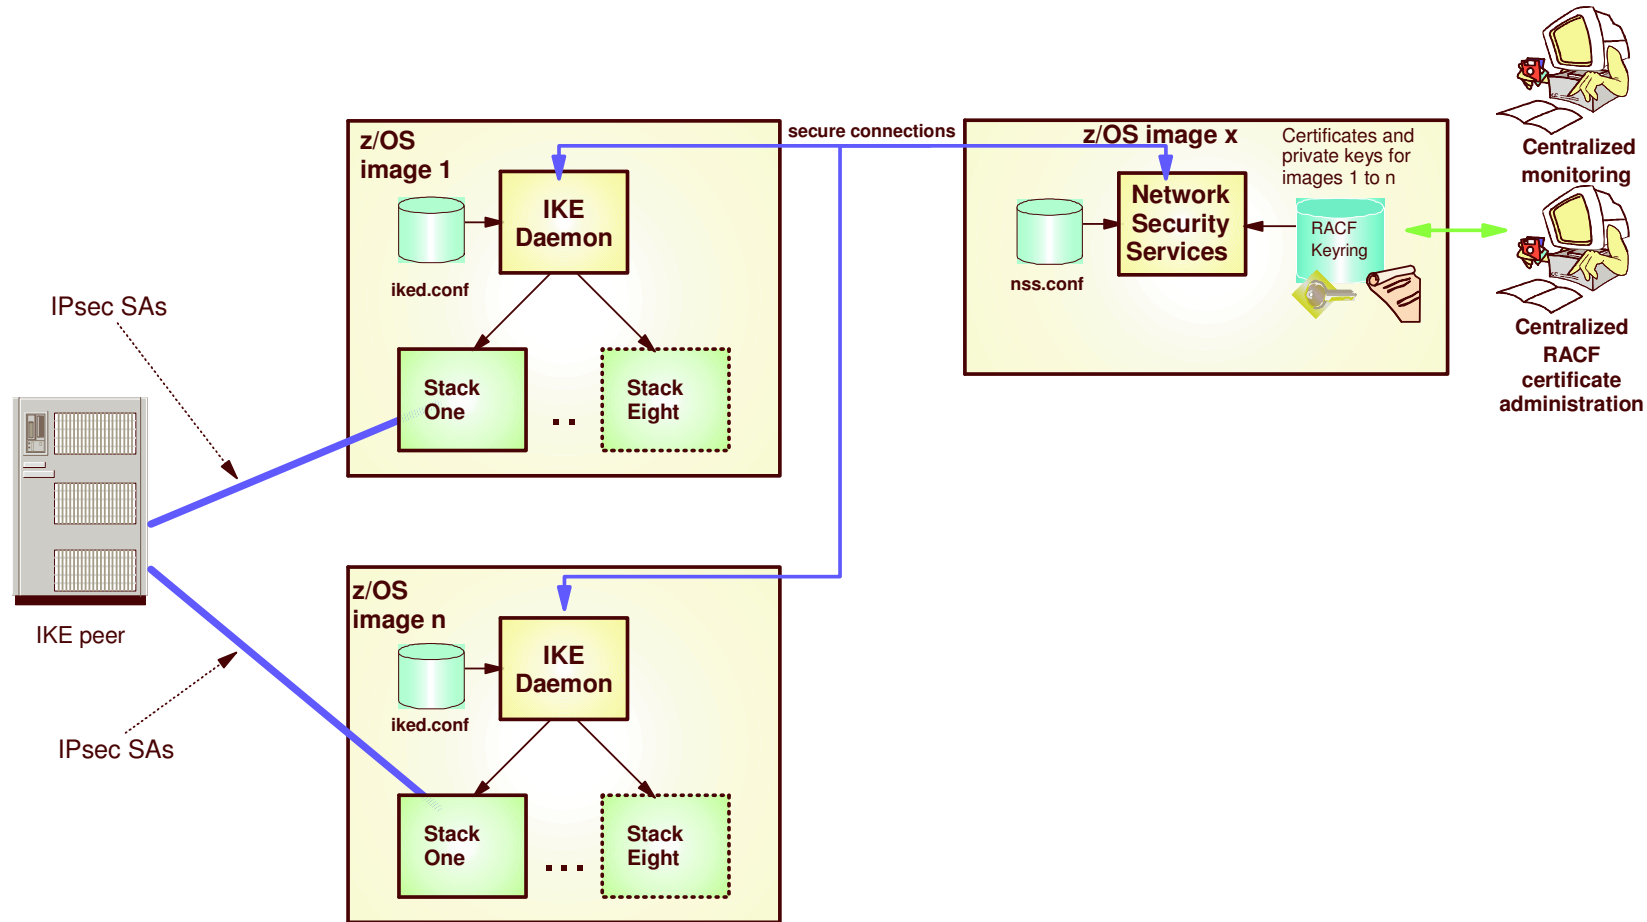 z/OS
image 1
IKE
Daemon
iked.conf
Stack
One
..
Stack
Eight
secure connections
z/OS image x
Certificates and
private keys for
images 1 to n
Network
Security
Services
nss.conf
RACF
Keyring
Centralized
monitoring
Centralized
RACF
certificate
administration
IPsec SAs
IKE peer
IPsec SAs
z/OS
image n
IKE
Daemon
iked.conf
Stack
One
...
Stack
Eight